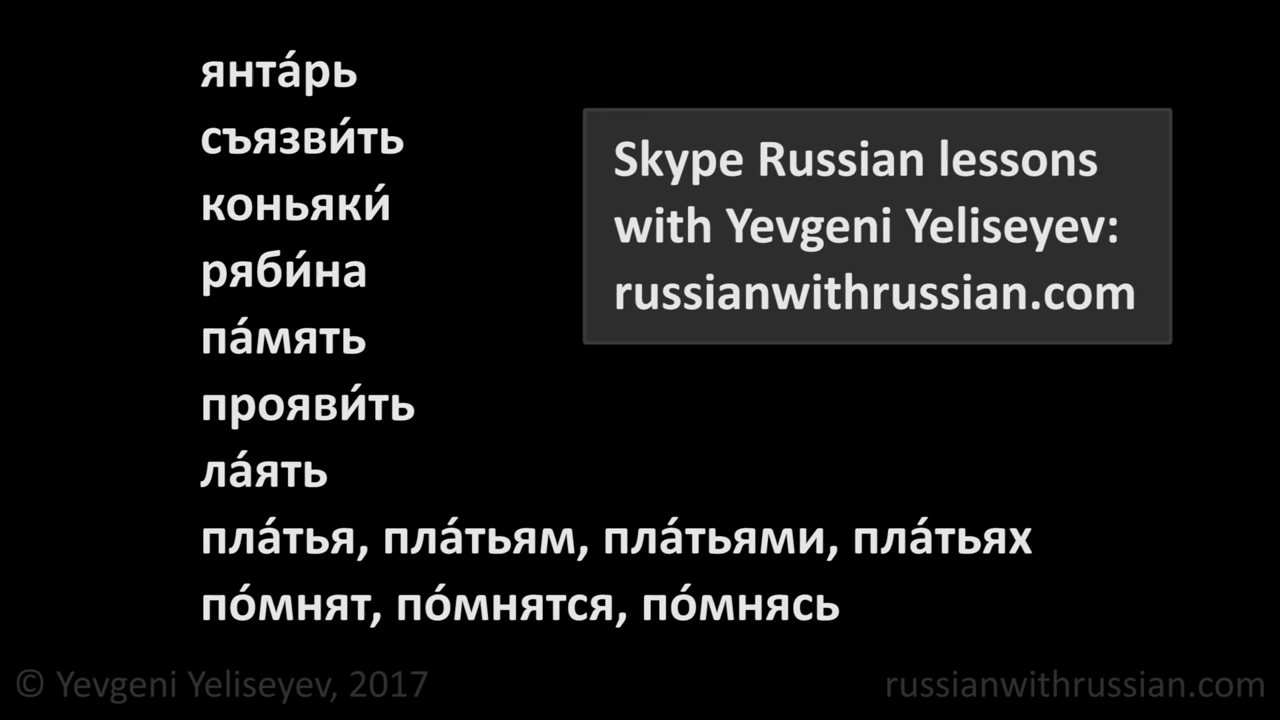 янта́рь
съязви́ть
коньяки́
ряби́на
па́мять
прояви́ть
ла́ять
пла́тья, пла́тьям, пла́тьями, пла́тьях
по́мнят, по́мнятся, по́мнясь
Skype Russian lessons
with Yevgeni Yeliseyev:
russianwithrussian.com
© Yevgeni Yeliseyev, 2017
russianwithrussian.com